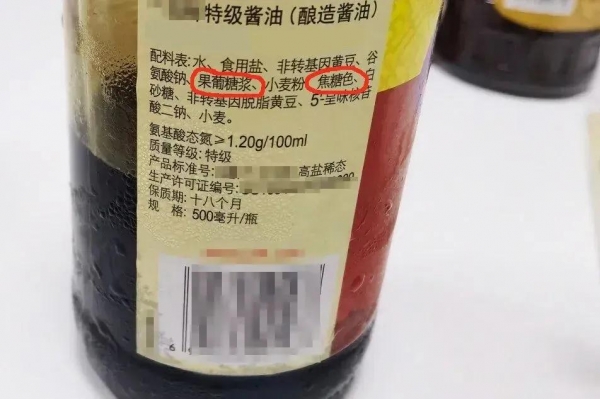 特级酱油（酿造酱油）
配料表：水、食用盐、非转基因黄豆、谷
氨酸钠、果葡糖浆、小麦粉、焦糖色、白
砂糖、非转基因脱脂黄豆、5'-呈味核苷
酸二钠、小麦。
氨基酸态氮≥1.20g/100ml
质量等级：特级
产品标准号： 高盐稀态
生产许可证编号：
保质期：十八个月
规 格：500毫升/瓶